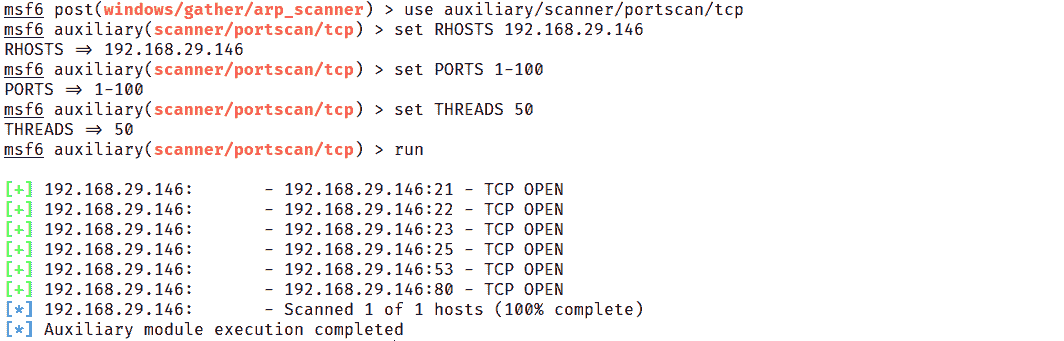 msf6 post(windows/gather/arp_scanner) > use auxiliary/scanner/portscan/tcp
msf6 auxiliary(scanner/portscan/tcp) > set RHOSTS 192.168.29.146
RHOSTS ⇒ 192.168.29.146
msf6 auxiliary(scanner/portscan/tcp) > set PORTS 1-100
PORTS ⇒ 1-100
msf6 auxiliary(scanner/portscan/tcp) > set THREADS 50
THREADS ⇒ 50
msf6 auxiliary(scanner/portscan/tcp) > run
[+] 192.168.29.146:       - 192.168.29.146:21 - TCP OPEN
[+] 192.168.29.146:       - 192.168.29.146:22 - TCP OPEN
[+] 192.168.29.146:       - 192.168.29.146:23 - TCP OPEN
[+] 192.168.29.146:       - 192.168.29.146:25 - TCP OPEN
[+] 192.168.29.146:       - 192.168.29.146:53 - TCP OPEN
[+] 192.168.29.146:       - 192.168.29.146:80 - TCP OPEN
[*] 192.168.29.146:       - Scanned 1 of 1 hosts (100% complete)
[*] Auxiliary module execution completed